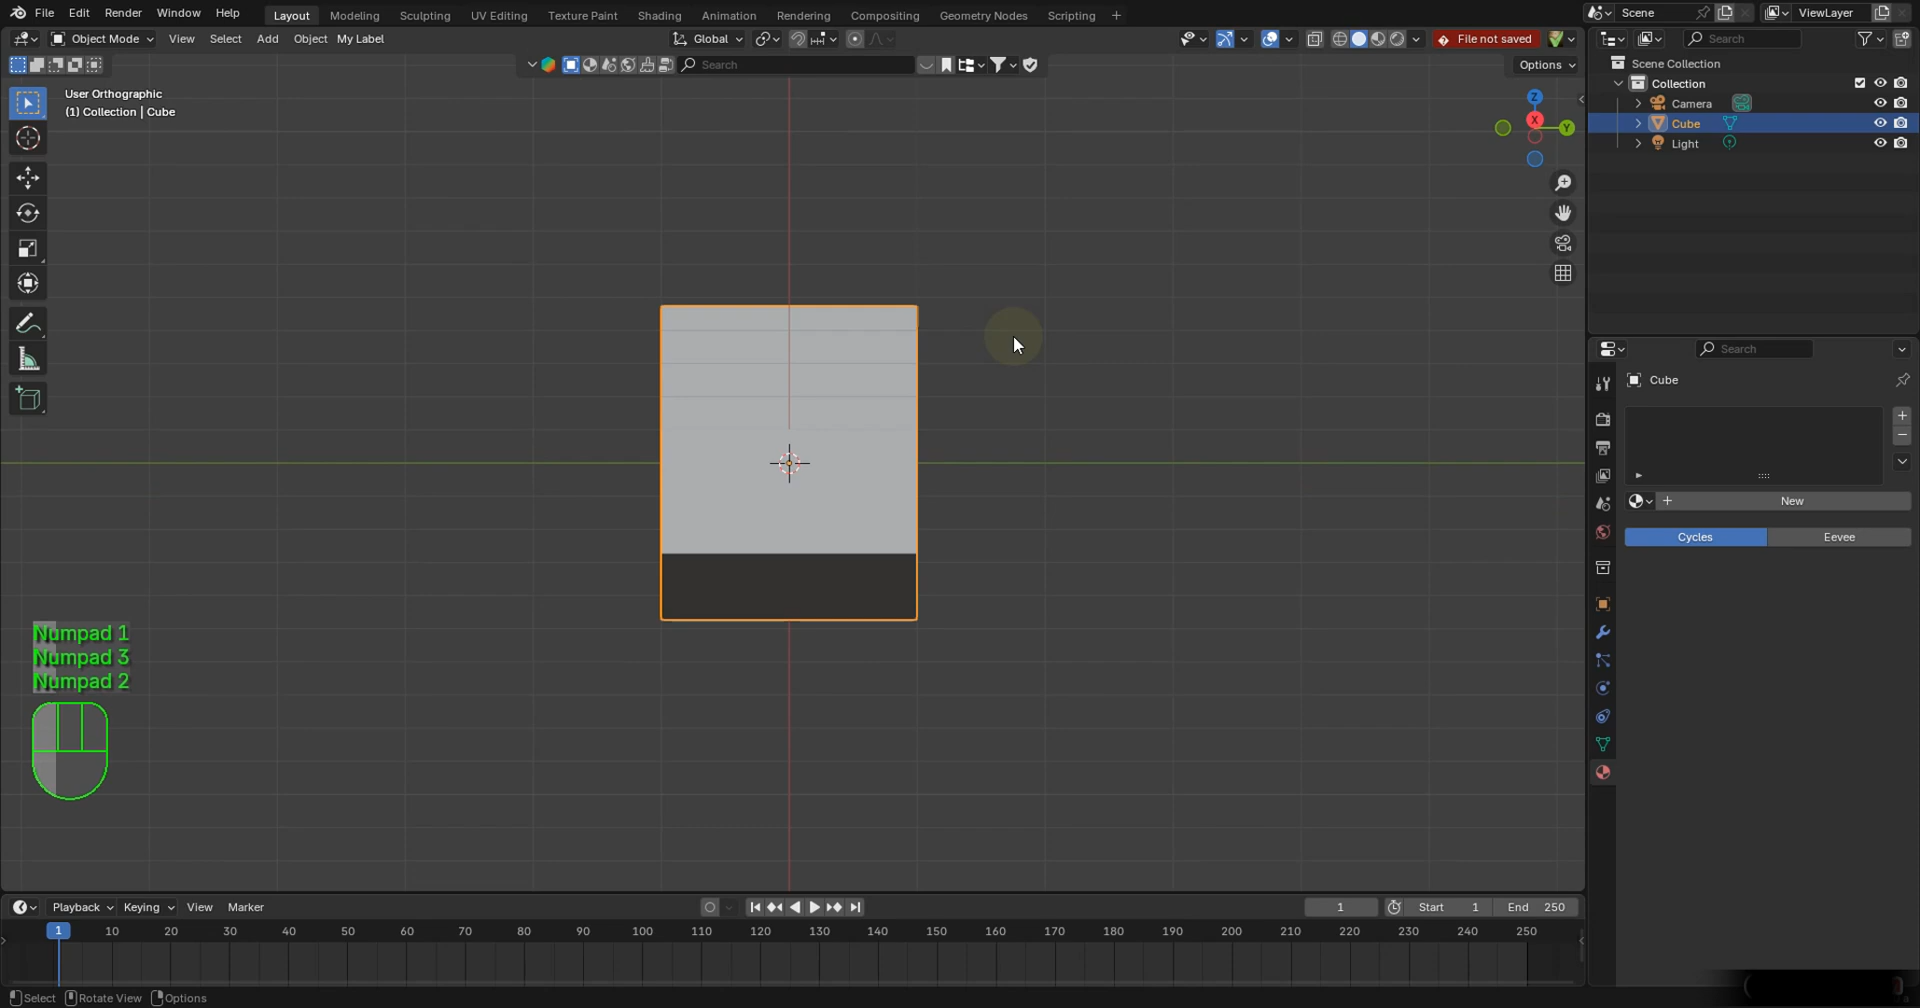 File Edit Render Window Help Layout Modeling Sculpting UV Editing Texture Paint Shading Animation Rendering Compositing Geometry Nodes Scripting + Scene ViewLayer
Object Mode View Select Add Object My Label Global File not saved Search
Search Options
Scene Collection
Collection
Camera
Cube
Light
User Orthographic
(1) Collection | Cube
Z
X
Y
Search
Cube
New
Cycles Eevee
Numpad 1
Numpad 3
Numpad 2
Playback Keying View Marker 1 Start 1 End 250
1 10 20 30 40 50 60 70 80 90 100 110 120 130 140 150 160 170 180 190 200 210 220 230 240 250
Select Rotate View Options